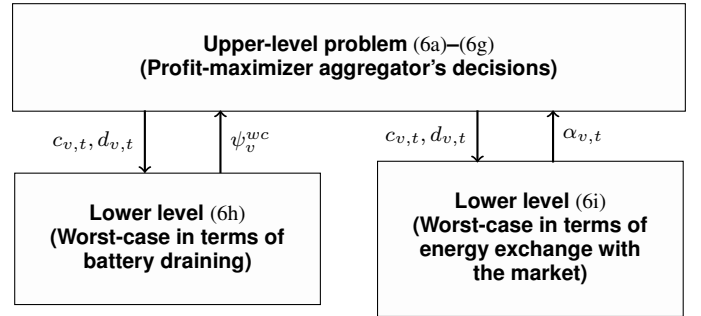 Upper-level problem (6a)–(6g)
(Profit-maximizer aggregator's decisions)
c_{v,t}, d_{v,t}
ψ_v^{wc}
c_{v,t}, d_{v,t}
α_{v,t}
Lower level (6h)
(Worst-case in terms of
battery draining)
Lower level (6i)
(Worst-case in terms of
energy exchange with
the market)